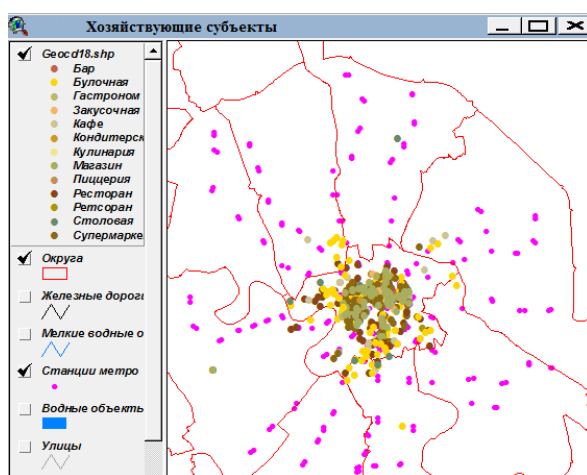 Хозяйствующие субъекты
Geocd18.shp
Бар
Булочная
Гастроном
Закусочная
Кафе
Кондитерск
Кулинария
Магазин
Пиццерия
Ресторан
Ретсоран
Столовая
Супермарке
Округа
Железные дороги
Мелкие водные о
Станции метро
Водные объекты
Улицы